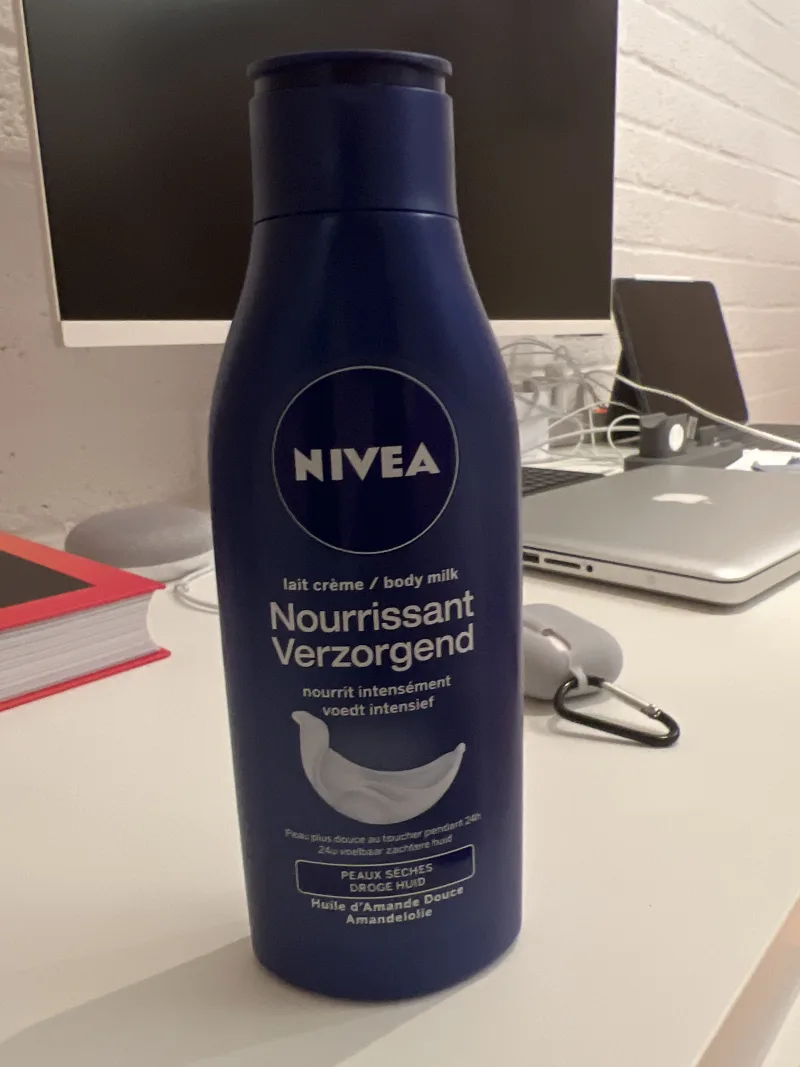 NIVEA
lait crème / body milk
Nourrissant
Verzorgend
nourrit intensément
voedt intensief
Peau plus douce au toucher pendant 24h
24u voelbaar zachtere huid
PEAUX SÈCHES
DROGE HUID
Huile d'Amande Douce
Amandelolie